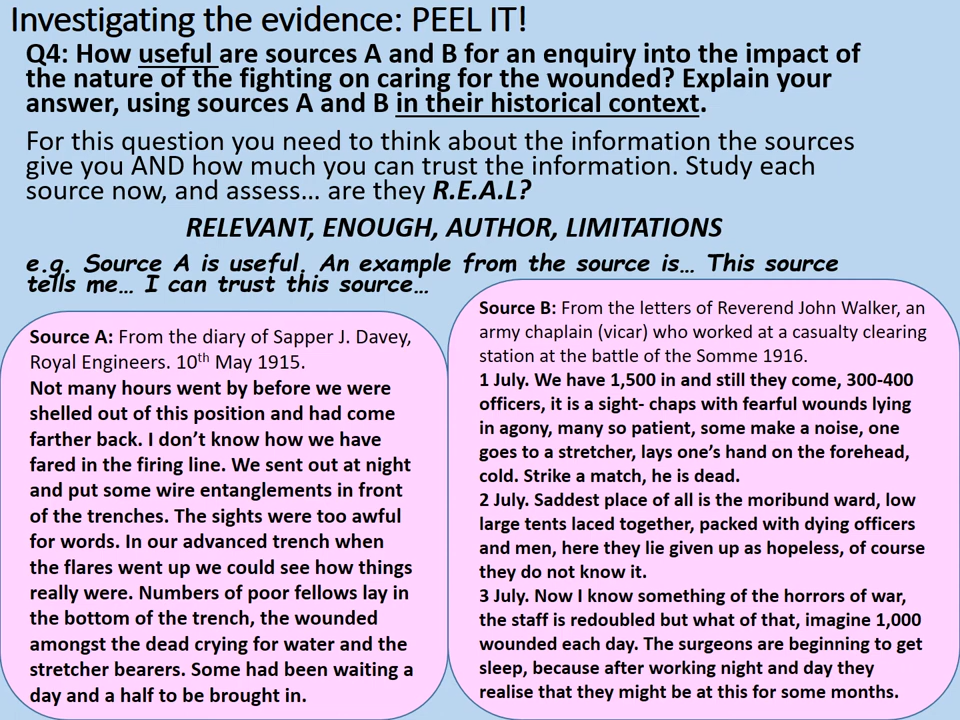 Investigating the evidence: PEEL IT!
Q4: How useful are sources A and B for an enquiry into the impact of
the nature of the fighting on caring for the wounded? Explain your
answer, using sources A and B in their historical context.
For this question you need to think about the information the sources
give you AND how much you can trust the information. Study each
source now, and assess… are they R.E.A.L?
RELEVANT, ENOUGH, AUTHOR, LIMITATIONS
e.g. Source A is useful. An example from the source is… This source
tells me… I can trust this source…
Source A: From the diary of Sapper J. Davey,
Royal Engineers. 10th May 1915.
Not many hours went by before we were
shelled out of this position and had come
farther back. I don't know how we have
fared in the firing line. We sent out at night
and put some wire entanglements in front
of the trenches. The sights were too awful
for words. In our advanced trench when
the flares went up we could see how things
really were. Numbers of poor fellows lay in
the bottom of the trench, the wounded
amongst the dead crying for water and the
stretcher bearers. Some had been waiting a
day and a half to be brought in.
Source B: From the letters of Reverend John Walker, an
army chaplain (vicar) who worked at a casualty clearing
station at the battle of the Somme 1916.
1 July. We have 1,500 in and still they come, 300-400
officers, it is a sight- chaps with fearful wounds lying
in agony, many so patient, some make a noise, one
goes to a stretcher, lays one's hand on the forehead,
cold. Strike a match, he is dead.
2 July. Saddest place of all is the moribund ward, low
large tents laced together, packed with dying officers
and men, here they lie given up as hopeless, of course
they do not know it.
3 July. Now I know something of the horrors of war,
the staff is redoubled but what of that, imagine 1,000
wounded each day. The surgeons are beginning to get
sleep, because after working night and day they
realise that they might be at this for some months.